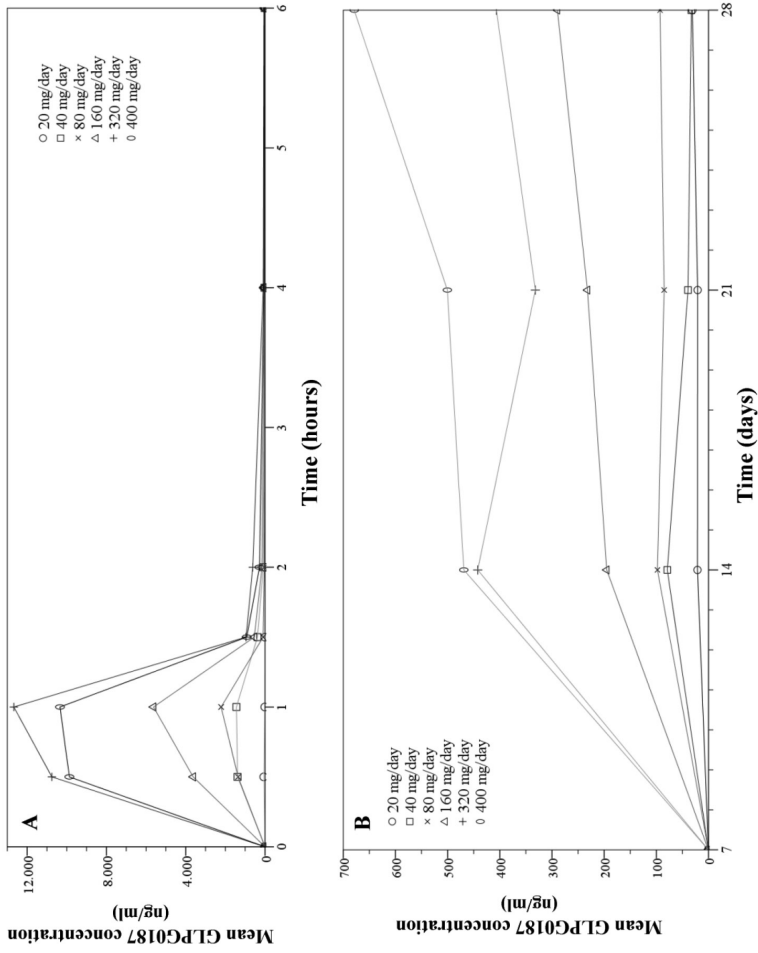 A
○ 20 mg/day
□ 40 mg/day
× 80 mg/day
△ 160 mg/day
+ 320 mg/day
0 400 mg/day
Mean GLPG0187 concentration
(ng/ml)
12.000
8.000
4.000
0
0
1
2
3
4
5
6
Time (hours)
B
○ 20 mg/day
□ 40 mg/day
× 80 mg/day
△ 160 mg/day
+ 320 mg/day
0 400 mg/day
Mean GLPG0187 concentration
(ng/ml)
700
600
500
400
300
200
100
0
7
14
21
28
Time (days)